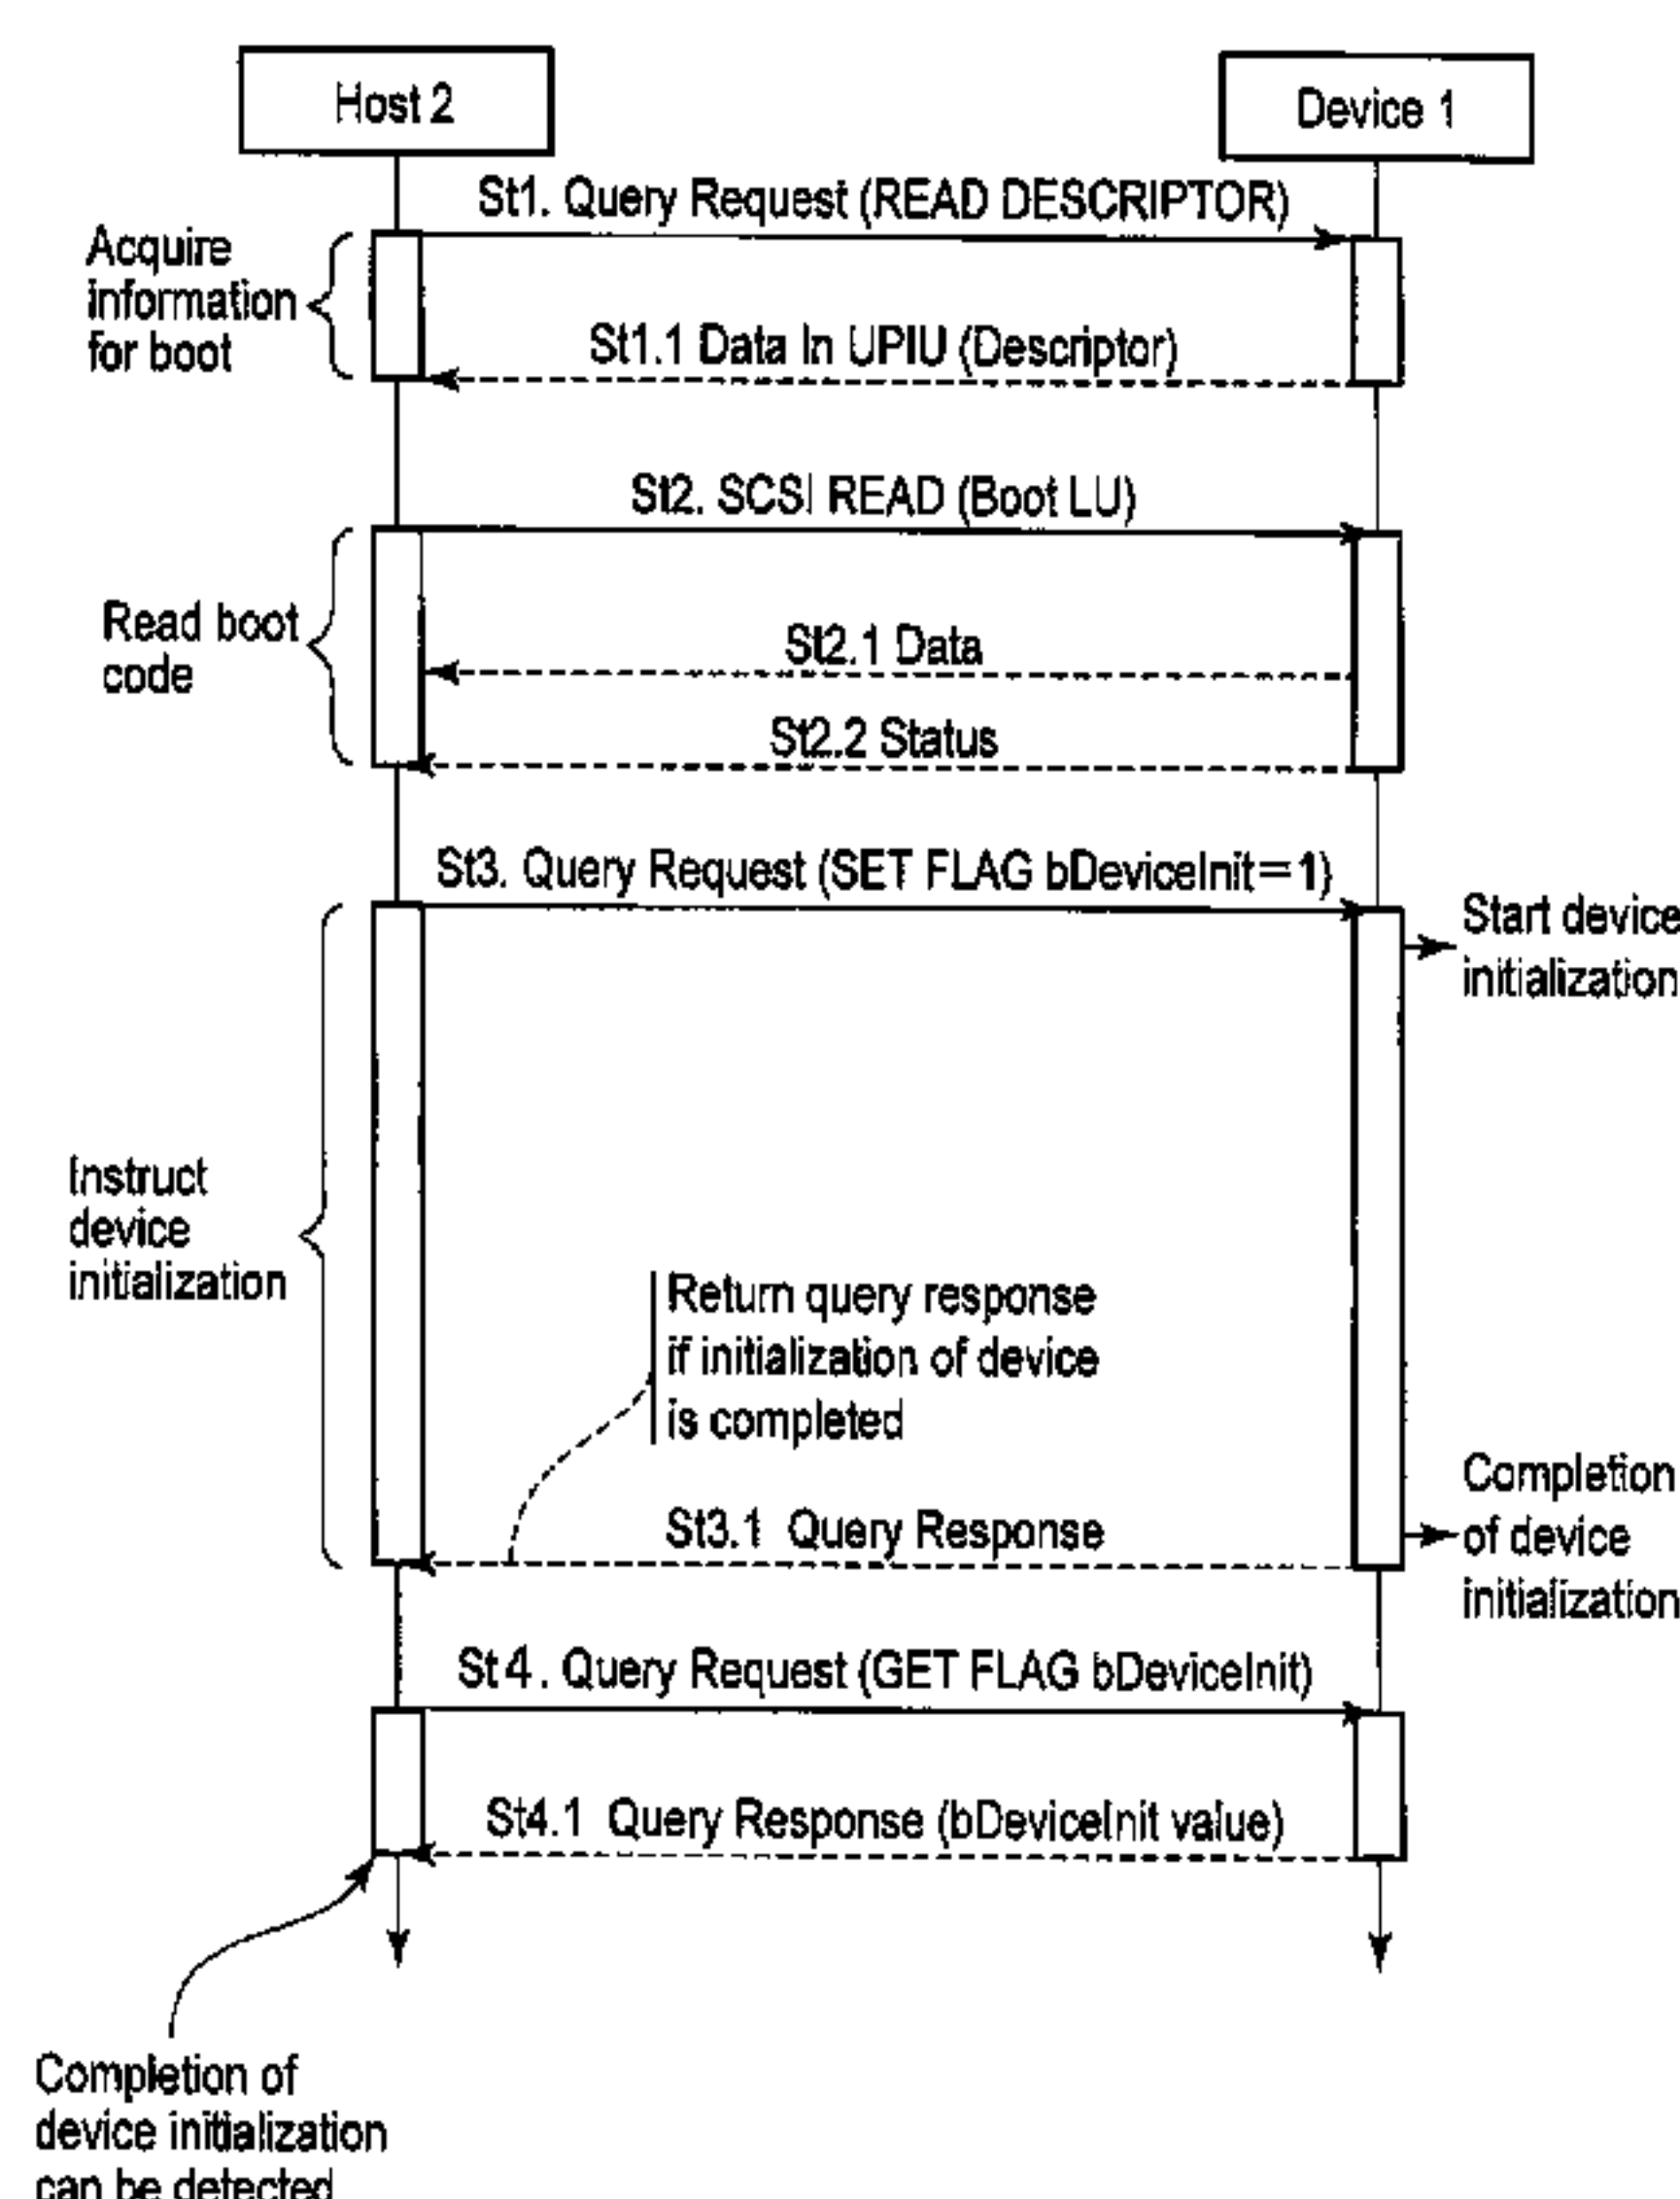 Host 2
Device 1
St1. Query Request (READ DESCRIPTOR)
Acquire
information
for boot
St1.1 Data In UPIU (Descriptor)
St2. SCSI READ (Boot LU)
Read boot
code
St2.1 Data
St2.2 Status
St3. Query Request (SET FLAG bDeviceInit=1)
Start device
initialization
Instruct
device
initialization
Return query response
if initialization of device
is completed
Completion
of device
initialization
St3.1 Query Response
St4. Query Request (GET FLAG bDeviceInit)
St4.1 Query Response (bDeviceInit value)
Completion of
device initialization
can be detected